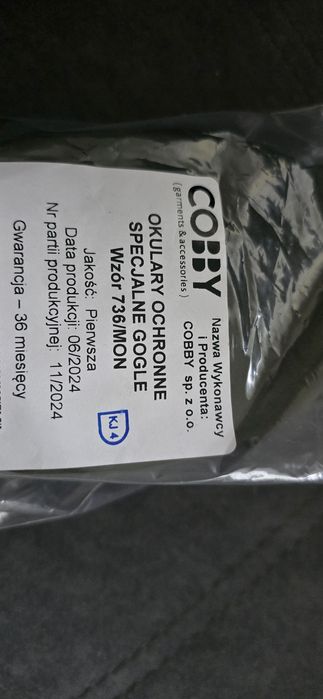 COBBY
(garments & accessories)
Nazwa Wykonawcy
i Producenta:
COBBY sp. z o.o.
OKULARY OCHRONNE
SPECJALNE GOGLE
Wzór 736/MON
KJ 4
Jakość: Pierwsza
Data produkcji: 06/2024
Nr partii produkcyjnej: 11/2024
Gwarancja – 36 miesięcy